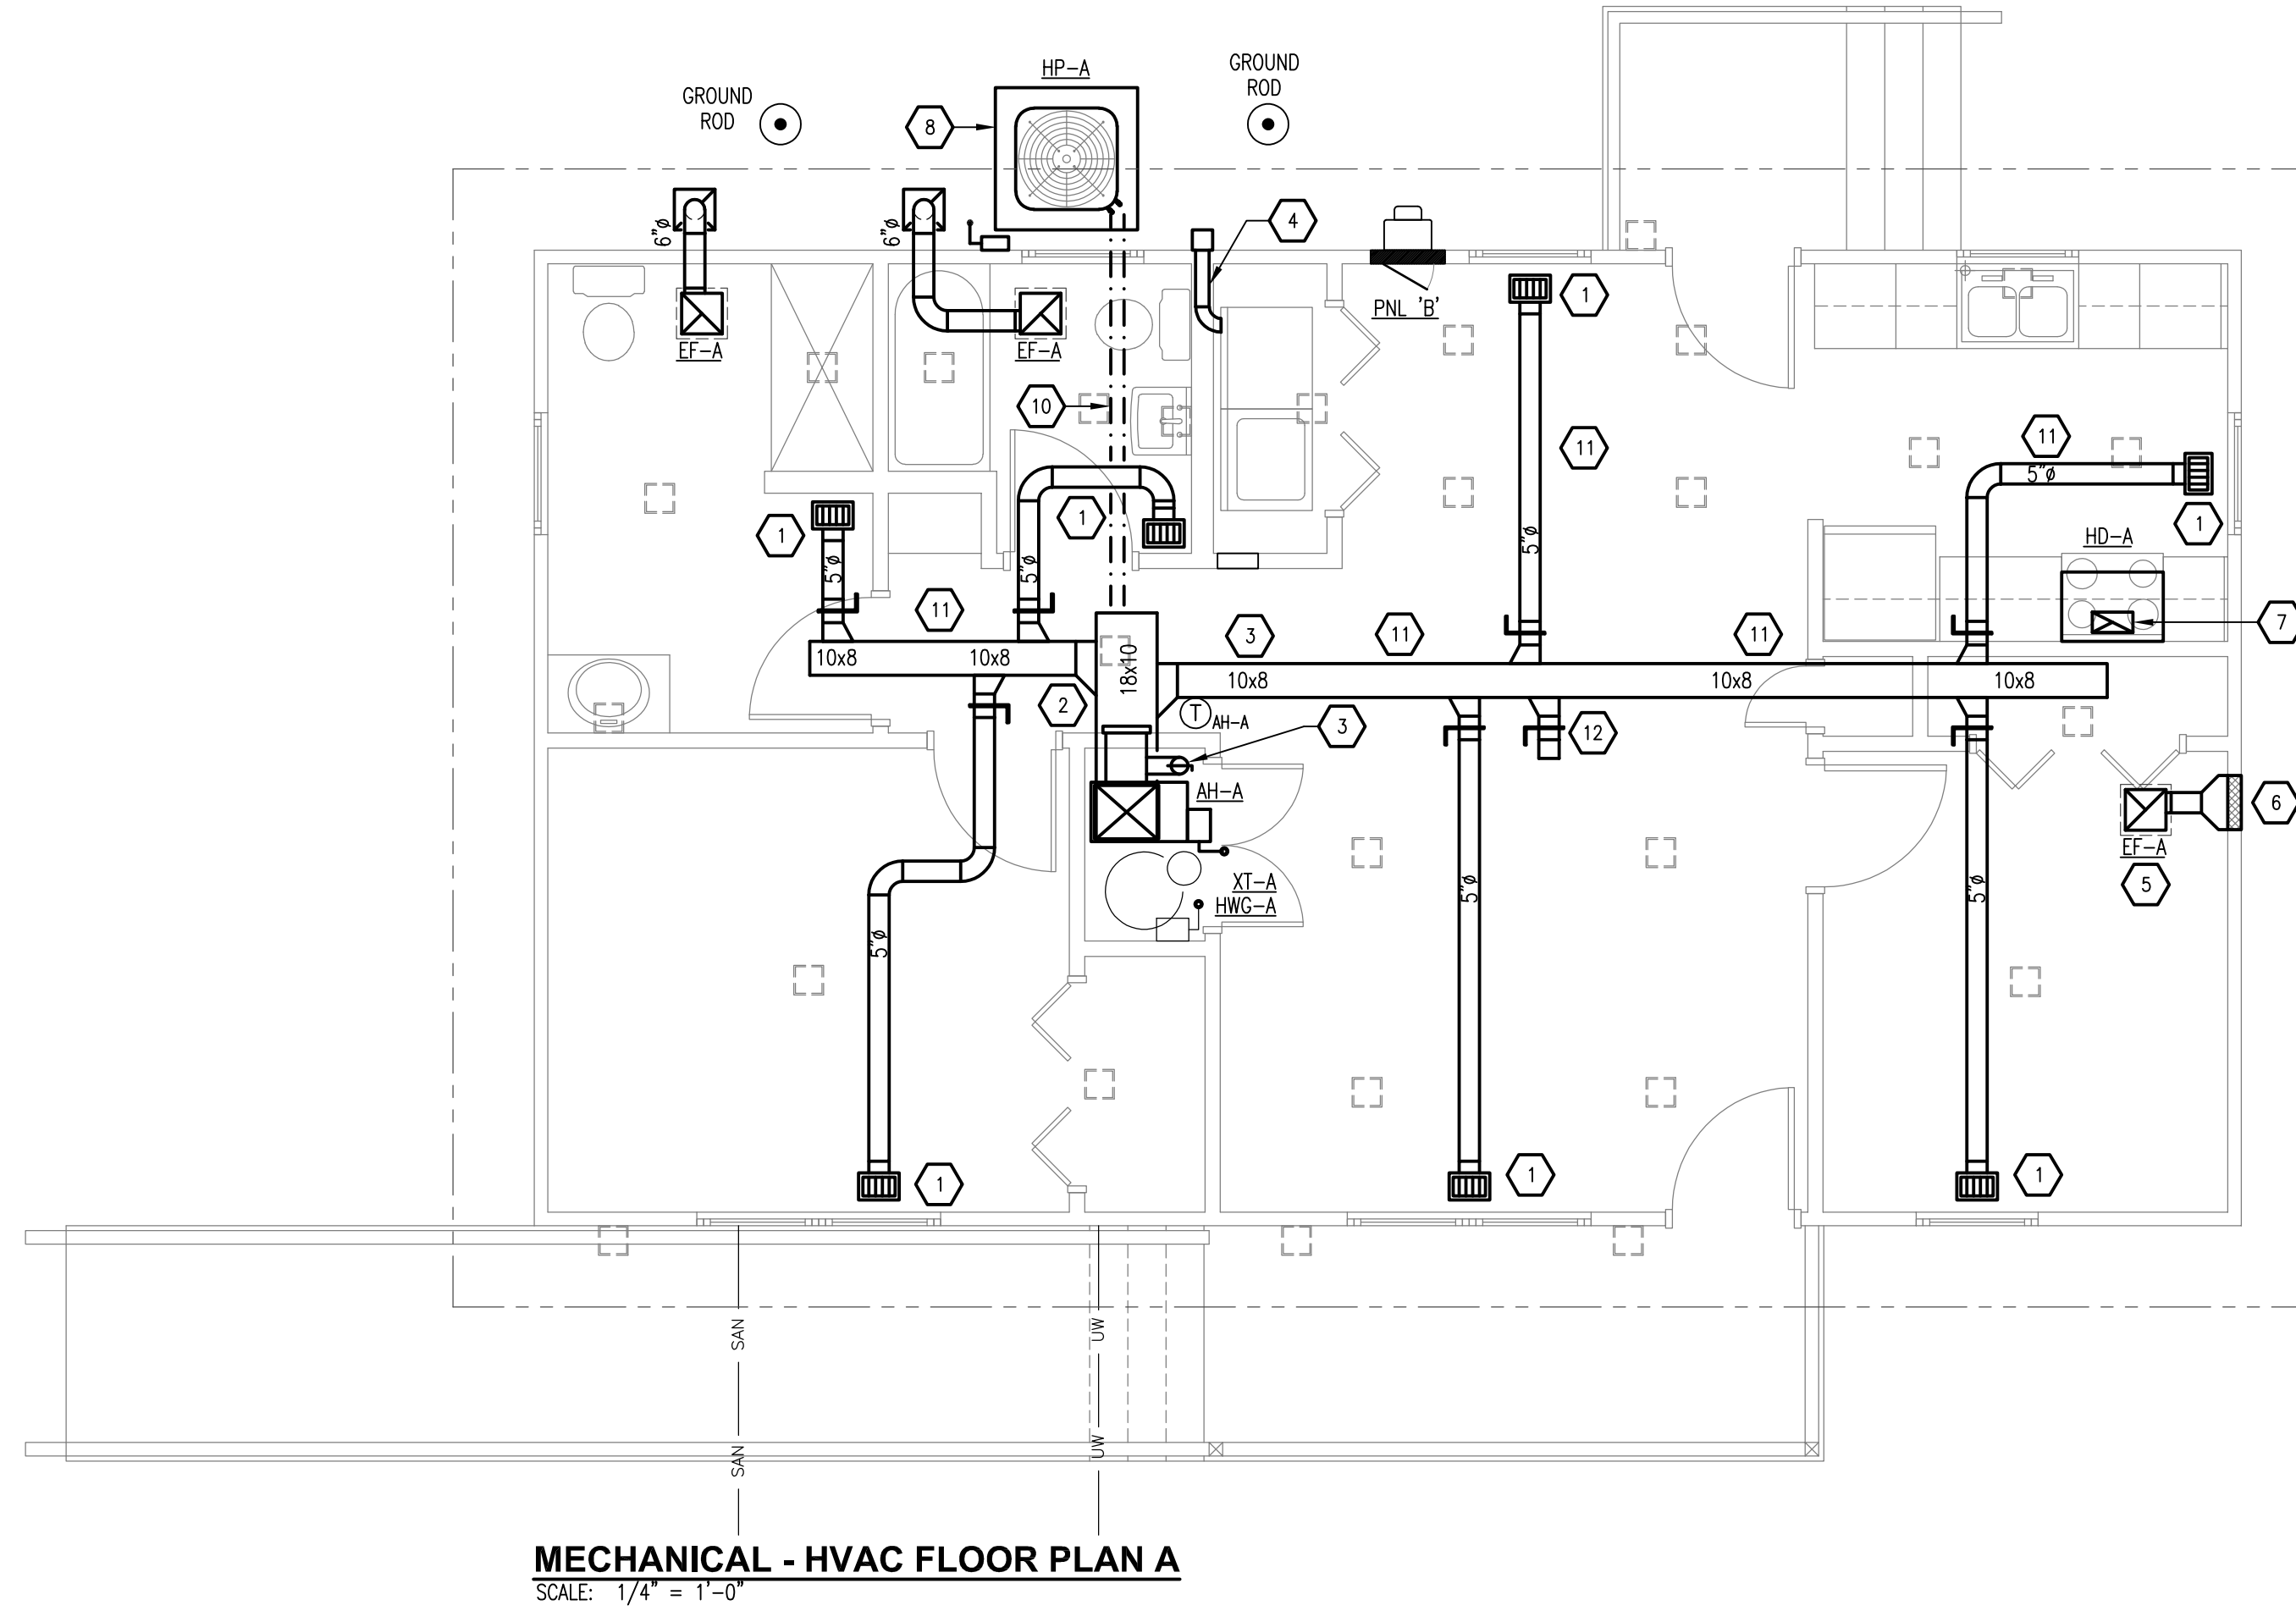 HP-A
GROUND
ROD
GROUND
ROD
8
4
6"ø
6"ø
1
PNL 'B'
EF-A
EF-A
10
11
11
5"ø
1
1
1
HD-A
5"ø
5"ø
5"ø
11
7
3
11
11
10x8
10x8
18x10
10x8
10x8
10x8
2
T
AH-A
3
12
AH-A
6
EF-A
5
XT-A
HWG-A
5"ø
5"ø
5"ø
1
1
1
SAN
UW
SAN
UW
MECHANICAL - HVAC FLOOR PLAN A
SCALE: 1/4" = 1'-0"